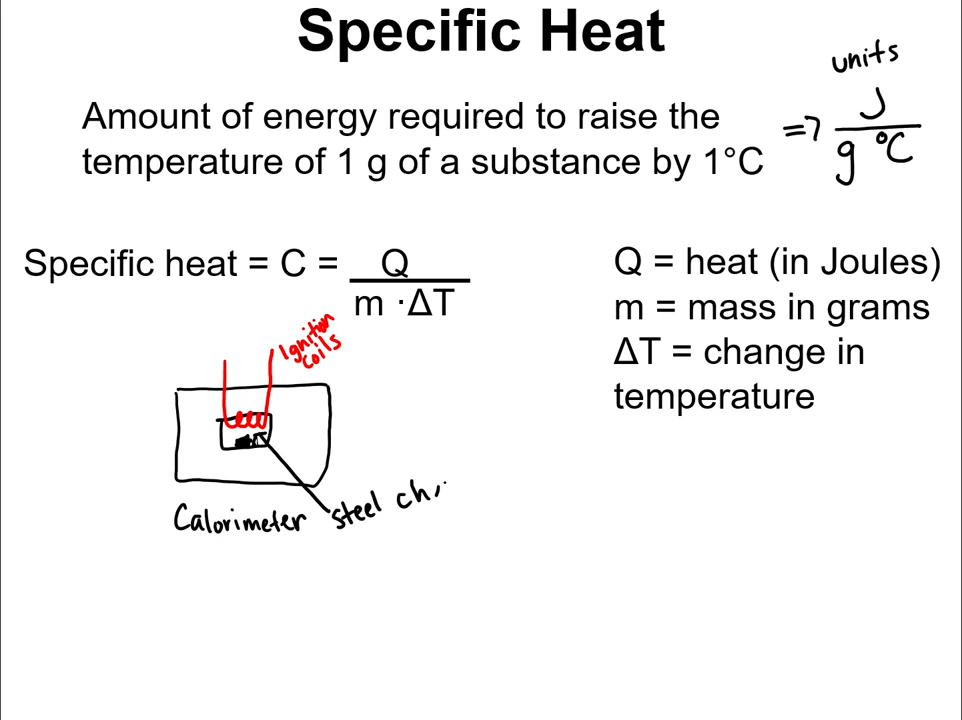 Specific Heat
units
Amount of energy required to raise the
temperature of 1 g of a substance by 1°C
=> J
g °C
Specific heat = C = Q
m ·ΔT
Q = heat (in Joules)
m = mass in grams
ΔT = change in
temperature
Ignition
coils
Calorimeter
steel